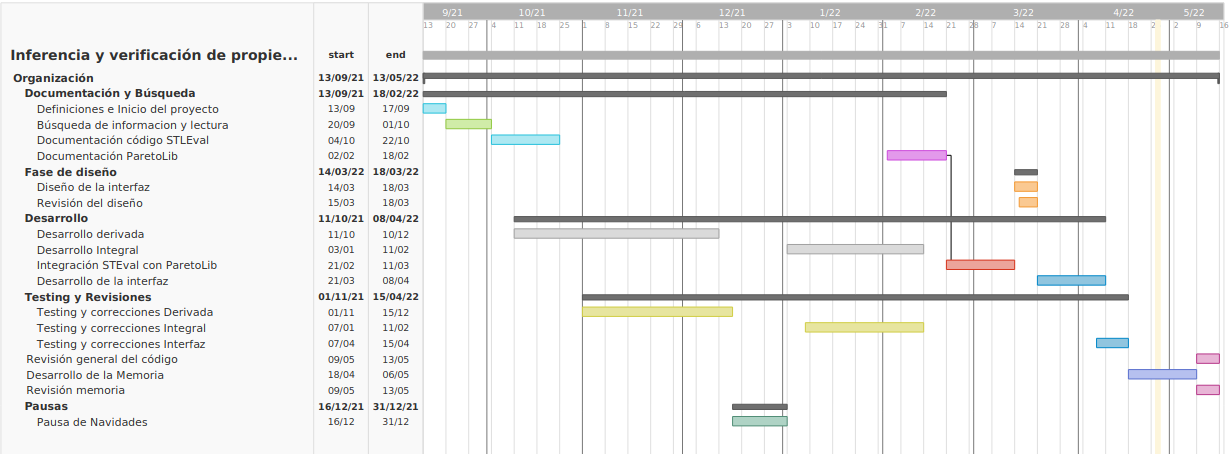 9/21 10/21 11/21 12/21 1/22 2/22 3/22 4/22 5/22
13 20 27 4 11 18 25 1 8 15 22 29 6 13 20 27 3 10 17 24 31 7 14 21 28 7 14 21 28 4 11 18 2 9 16
Inferencia y verificación de propie... start end
Organización 13/09/21 13/05/22
Documentación y Búsqueda 13/09/21 18/02/22
Definiciones e Inicio del proyecto 13/09 17/09
Búsqueda de informacion y lectura 20/09 01/10
Documentación código STLEval 04/10 22/10
Documentación ParetoLib 02/02 18/02
Fase de diseño 14/03/22 18/03/22
Diseño de la interfaz 14/03 18/03
Revisión del diseño 15/03 18/03
Desarrollo 11/10/21 08/04/22
Desarrollo derivada 11/10 10/12
Desarrollo Integral 03/01 11/02
Integración STEval con ParetoLib 21/02 11/03
Desarrollo de la interfaz 21/03 08/04
Testing y Revisiones 01/11/21 15/04/22
Testing y correcciones Derivada 01/11 15/12
Testing y correcciones Integral 07/01 11/02
Testing y correcciones Interfaz 07/04 15/04
Revisión general del código 09/05 13/05
Desarrollo de la Memoria 18/04 06/05
Revisión memoria 09/05 13/05
Pausas 16/12/21 31/12/21
Pausa de Navidades 16/12 31/12